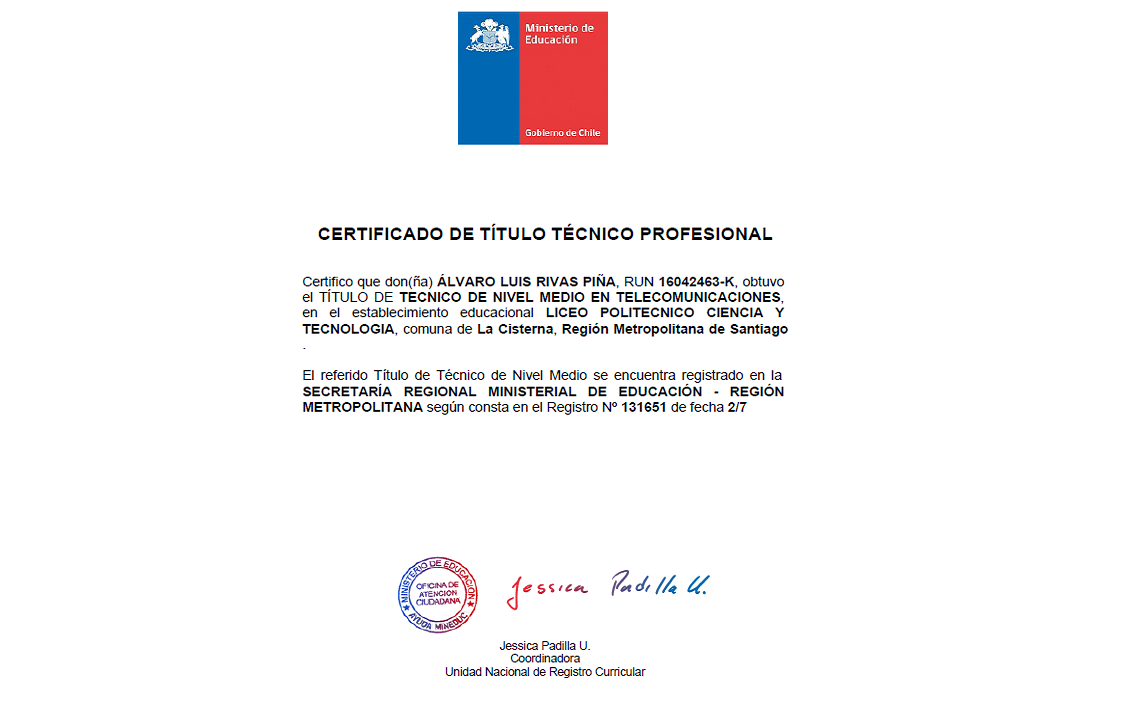 Ministerio de
Educación
Gobierno de Chile
CERTIFICADO DE TÍTULO TÉCNICO PROFESIONAL
Certifico que don(ña) ÁLVARO LUIS RIVAS PIÑA, RUN 16042463-K, obtuvo
el TÍTULO DE TECNICO DE NIVEL MEDIO EN TELECOMUNICACIONES,
en el establecimiento educacional LICEO POLITECNICO CIENCIA Y
TECNOLOGIA, comuna de La Cisterna, Región Metropolitana de Santiago
.
El referido Título de Técnico de Nivel Medio se encuentra registrado en la
SECRETARÍA REGIONAL MINISTERIAL DE EDUCACIÓN - REGIÓN
METROPOLITANA según consta en el Registro Nº 131651 de fecha 2/7
MINISTERIO DE EDUCACION
OFICINA DE
ATENCION
CIUDADANA
AYUDA MINEDUC
Jessica Padilla U.
Jessica Padilla U.
Coordinadora
Unidad Nacional de Registro Curricular